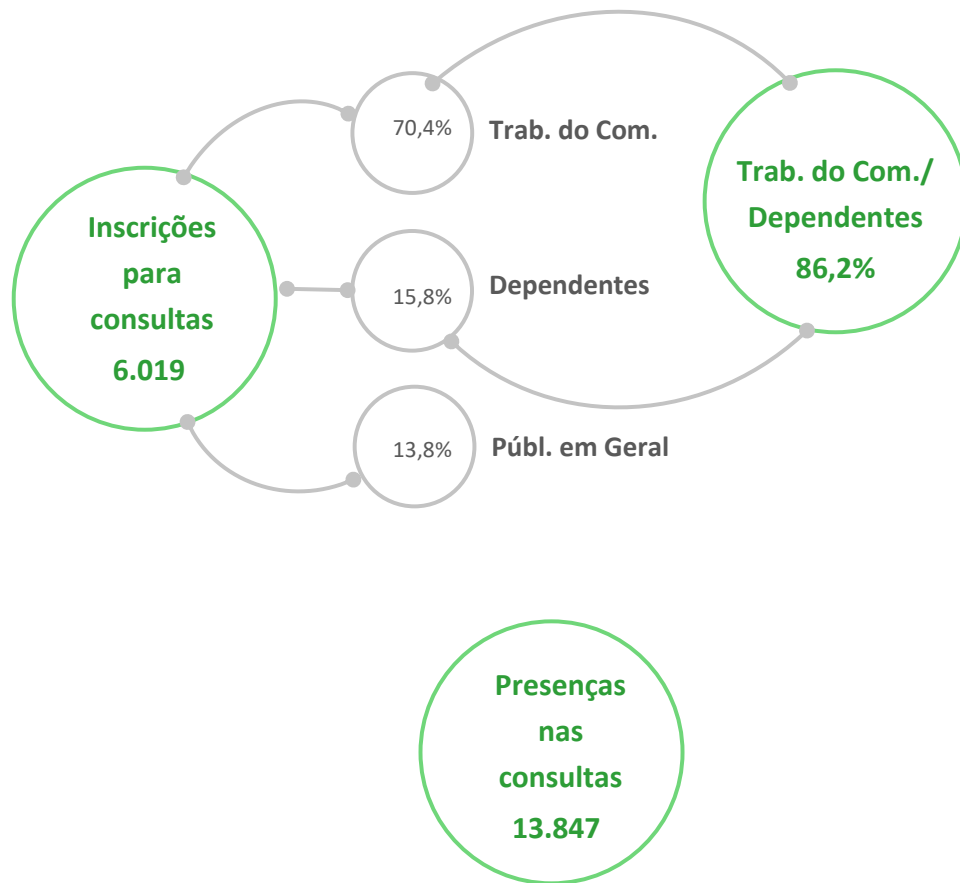 Inscrições
para
consultas
6.019
70,4%
Trab. do Com.
15,8%
Dependentes
13,8%
Públ. em Geral
Trab. do Com./
Dependentes
86,2%
Presenças
nas
consultas
13.847